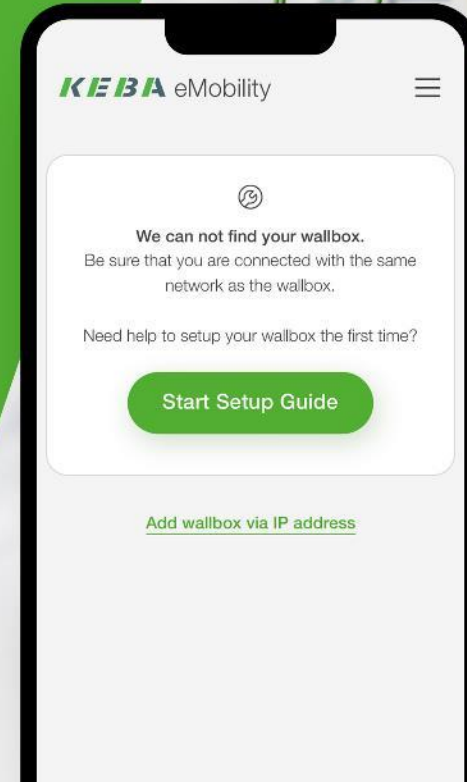 KEBA eMobility
We can not find your wallbox.
Be sure that you are connected with the same
network as the wallbox.
Need help to setup your wallbox the first time?
Start Setup Guide
Add wallbox via IP address